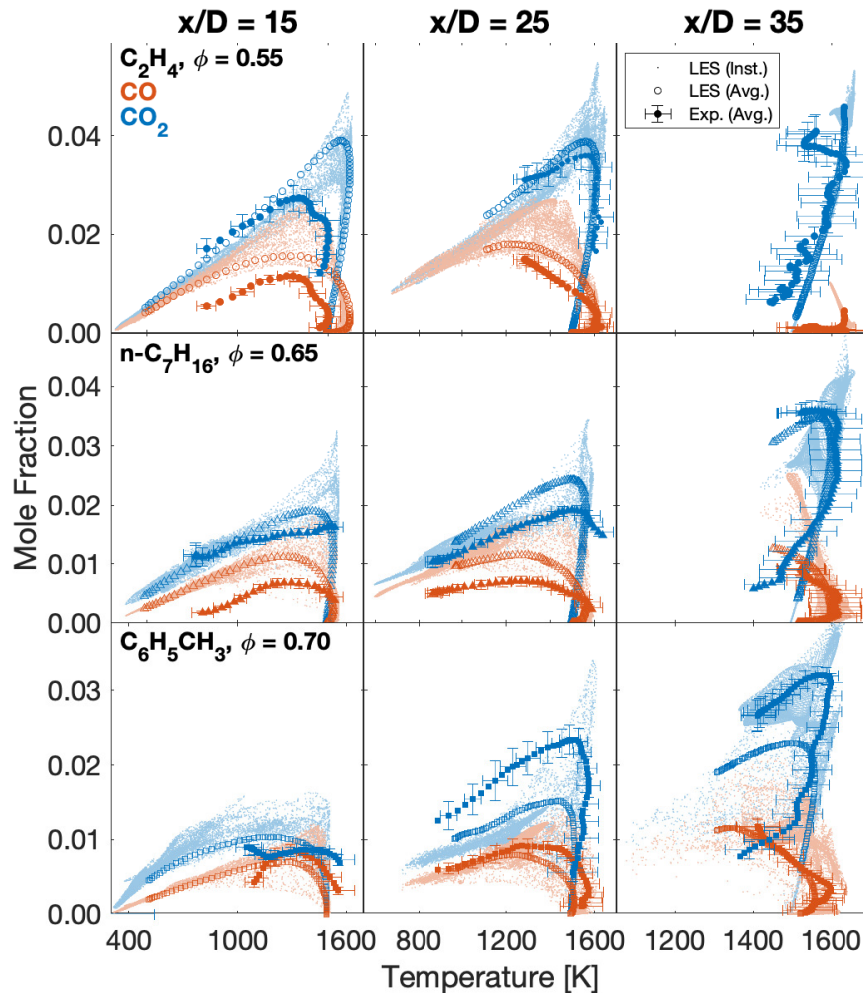 x/D = 15 x/D = 25 x/D = 35
C₂H₄, ϕ = 0.55
CO
CO₂
LES (Inst.)
LES (Avg.)
Exp. (Avg.)
0.04
0.02
0.00
n-C₇H₁₆, ϕ = 0.65
0.04
0.03
0.02
0.01
0.00
C₆H₅CH₃, ϕ = 0.70
0.03
0.02
0.01
0.00
Mole Fraction
400 1000 1600 800 1200 1600 1200 1400 1600
Temperature [K]